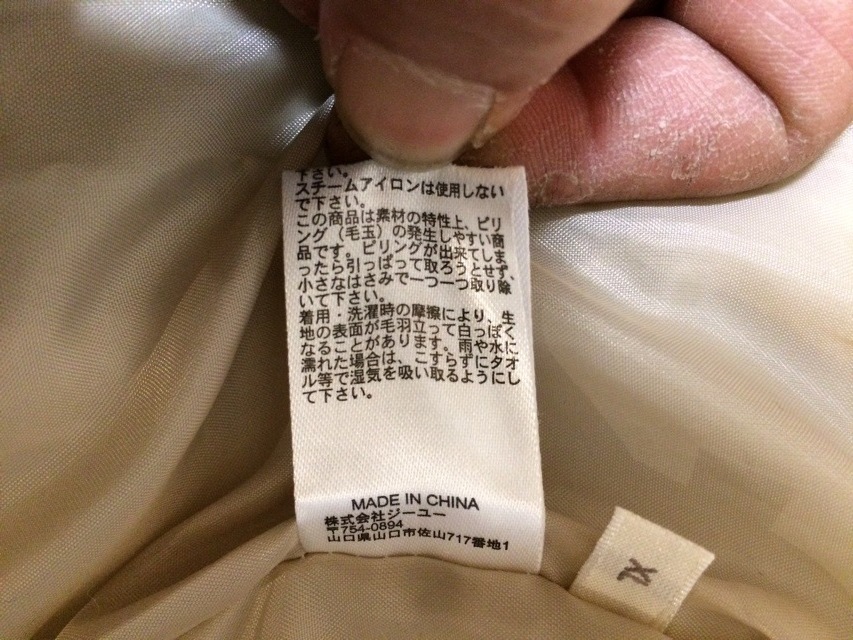 下さい。
スチームアイロンは使用しない
で下さい。
この商品は素材の特性上、ピリ
ング（毛玉）の発生しやすい商
品です。ピリングが出来てしま
ったら引っぱって取ろうとせず、
小さなはさみで一つ一つ取り除
いて下さい。
着用・洗濯時の摩擦により、生
地の表面が毛羽立って白っぽく
なることがあります。雨や水に
濡れた場合は、こすらずにタオ
ル等で湿気を吸い取るようにし
て下さい。
MADE IN CHINA
株式会社ジーユー
〒754-0894
山口県山口市佐山717番地1
XL